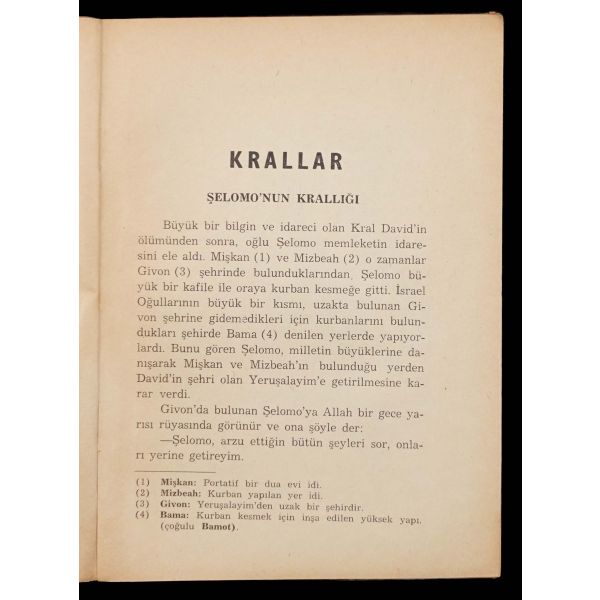 KRALLAR
ŞELOMO'NUN KRALLIĞI
Büyük bir bilgin ve idareci olan Kral David'in
ölümünden sonra, oğlu Şelomo memleketin idare-
sini ele aldı. Mişkan (1) ve Mizbeah (2) o zamanlar
Givon (3) şehrinde bulunduklarından Şelomo bü-
yük bir kafile ile oraya kurban kesmeğe gitti. İsrael
Oğullarının büyük bir kısmı, uzakta bulunan Gi-
von şehrine gidemedikleri için kurbanlarını bulun-
dukları şehirde Bama (4) denilen yerlerde yapıyor-
lardı. Bunu gören Şelomo, milletin büyüklerine da-
nışarak Mişkan ve Mizbeah'ın bulunduğu yerden
David'in şehri olan Yeruşalayim'e getirilmesine ka-
rar verdi.
Givon'da bulunan Şelomo'ya Allah bir gece ya-
rısı rüyasında görünür ve ona şöyle der:
—Şelomo, arzu ettiğin bütün şeyleri sor, onla-
rı yerine getireyim.
(1) Mişkan: Portatif bir dua evi idi.
(2) Mizbeah: Kurban yapılan yer idi.
(3) Givon: Yeruşalayim'den uzak bir şehirdir.
(4) Bama: Kurban kesmek için inşa edilen yüksek yapı.
(çoğulu Bamot).